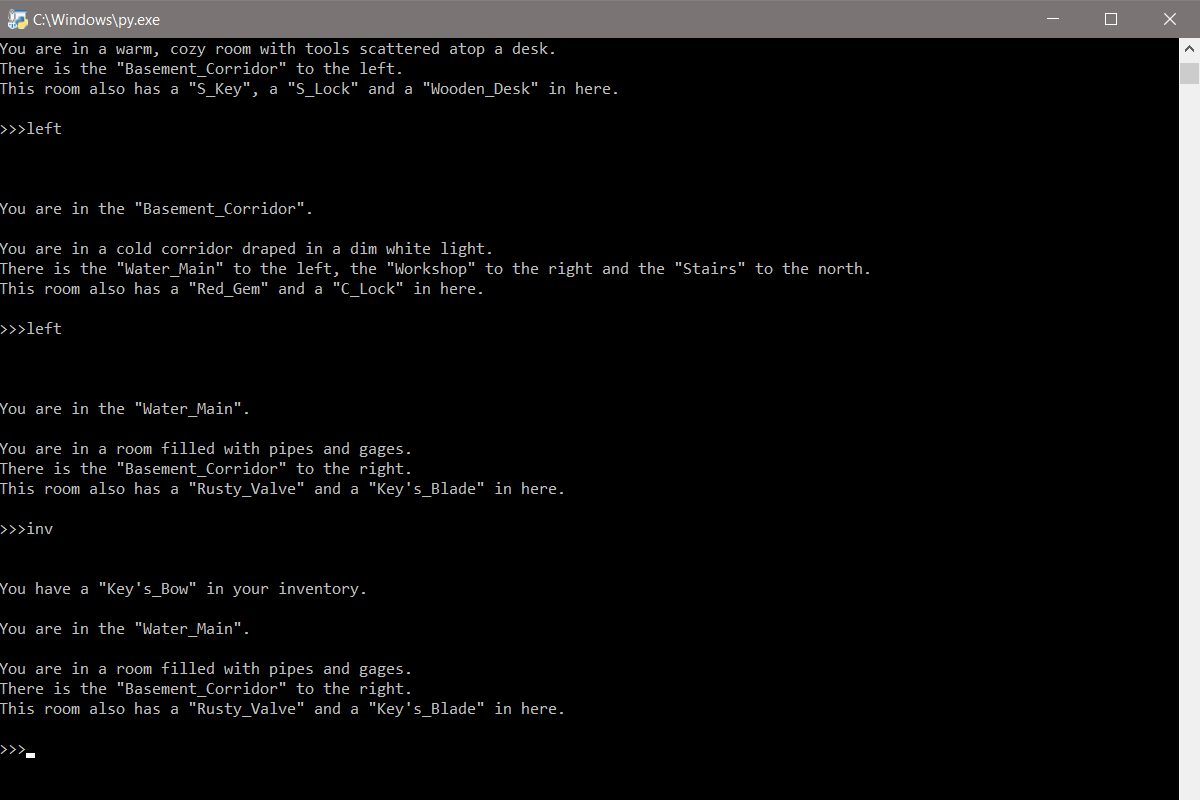 C:\Windows\py.exe
You are in a warm, cozy room with tools scattered atop a desk.
There is the "Basement_Corridor" to the left.
This room also has a "S_Key", a "S_Lock" and a "Wooden_Desk" in here.
>>>left
You are in the "Basement_Corridor".
You are in a cold corridor draped in a dim white light.
There is the "Water_Main" to the left, the "Workshop" to the right and the "Stairs" to the north.
This room also has a "Red_Gem" and a "C_Lock" in here.
>>>left
You are in the "Water_Main".
You are in a room filled with pipes and gages.
There is the "Basement_Corridor" to the right.
This room also has a "Rusty_Valve" and a "Key's_Blade" in here.
>>>inv
You have a "Key's_Bow" in your inventory.
You are in the "Water_Main".
You are in a room filled with pipes and gages.
There is the "Basement_Corridor" to the right.
This room also has a "Rusty_Valve" and a "Key's_Blade" in here.
>>>